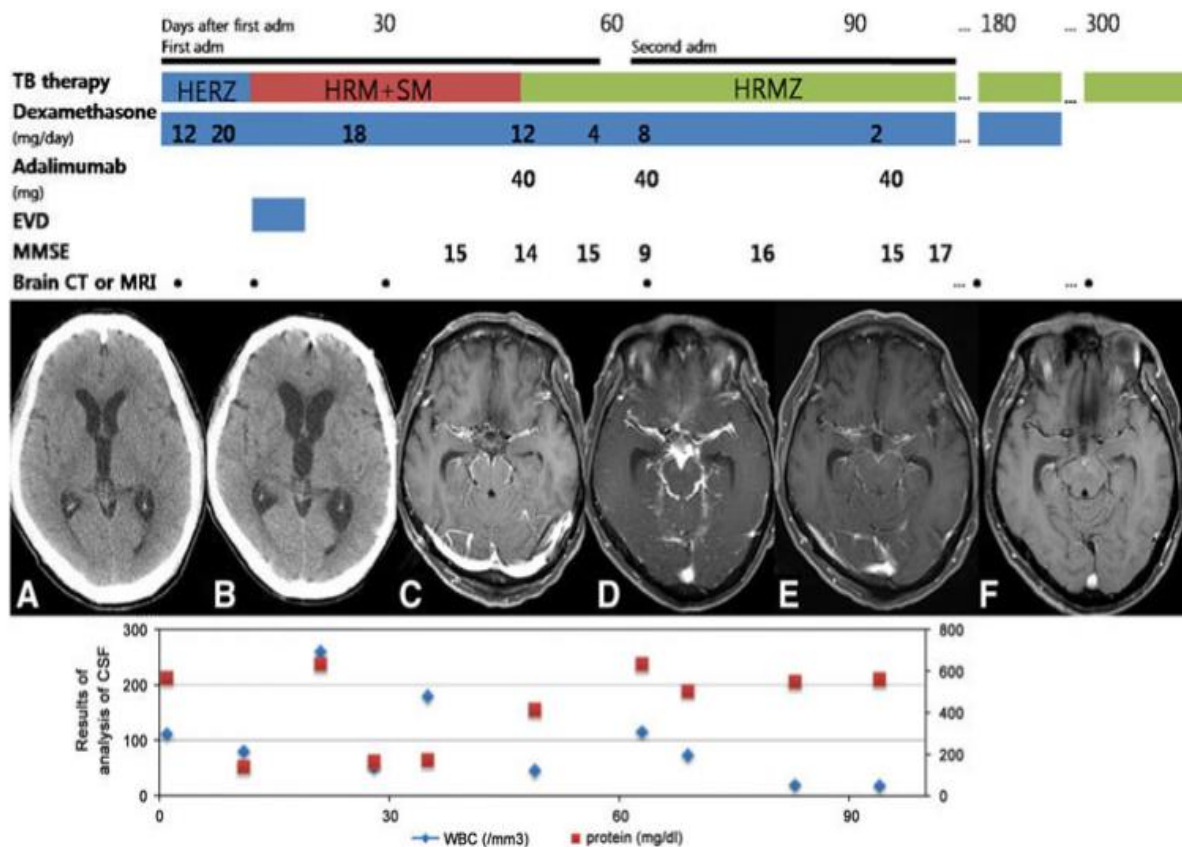 Days after first adm 30 60 90 ... 180 ... 300
First adm Second adm
TB therapy HERZ HRM+SM HRMZ ... ...
Dexamethasone
(mg/day) 12 20 18 12 4 8 2 ...
Adalimumab 40 40 40
(mg)
EVD
MMSE 15 14 15 9 16 15 17
Brain CT or MRI ... ...
A B C D E F
Results of
analysis of CSF
300 800
600
200
400
100
200
0 0
0 30 60 90
WBC (/mm3) protein (mg/dl)